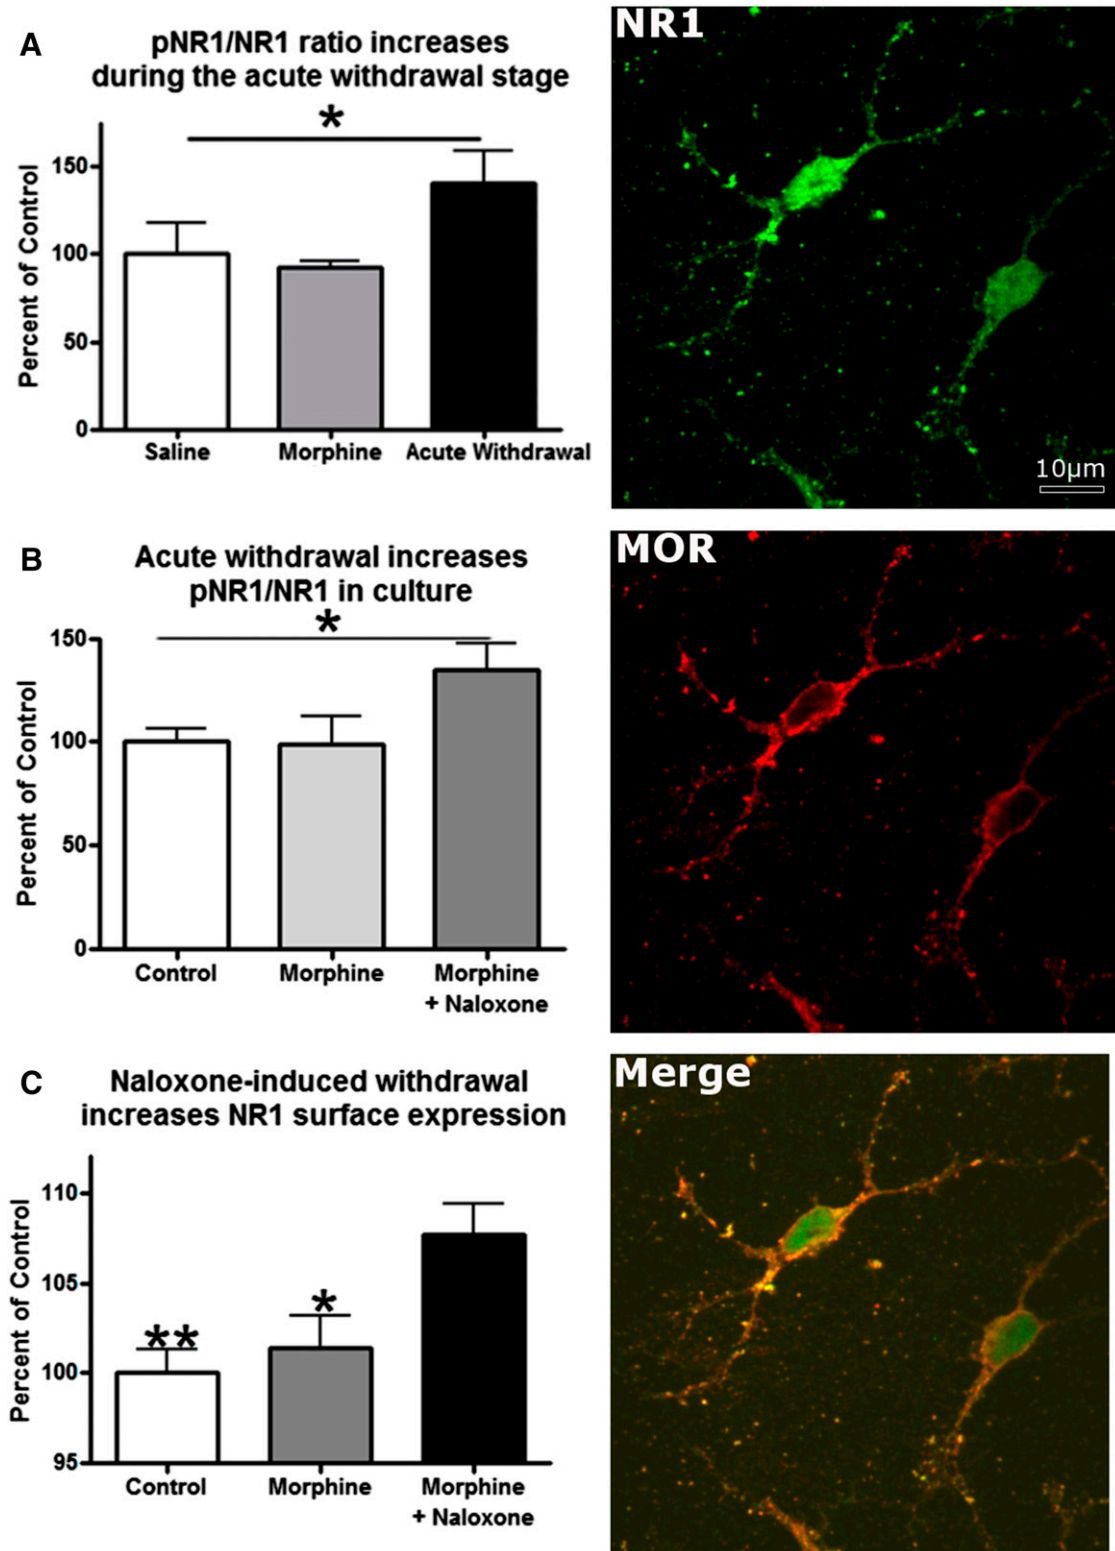 A
pNR1/NR1 ratio increases
during the acute withdrawal stage
*
Percent of Control
150
100
50
0
Saline
Morphine
Acute Withdrawal
NR1
10µm
B
Acute withdrawal increases
pNR1/NR1 in culture
*
Percent of Control
150
100
50
0
Control
Morphine
Morphine
+ Naloxone
MOR
C
Naloxone-induced withdrawal
increases NR1 surface expression
Percent of Control
110
105
100
95
**
*
Control
Morphine
Morphine
+ Naloxone
Merge